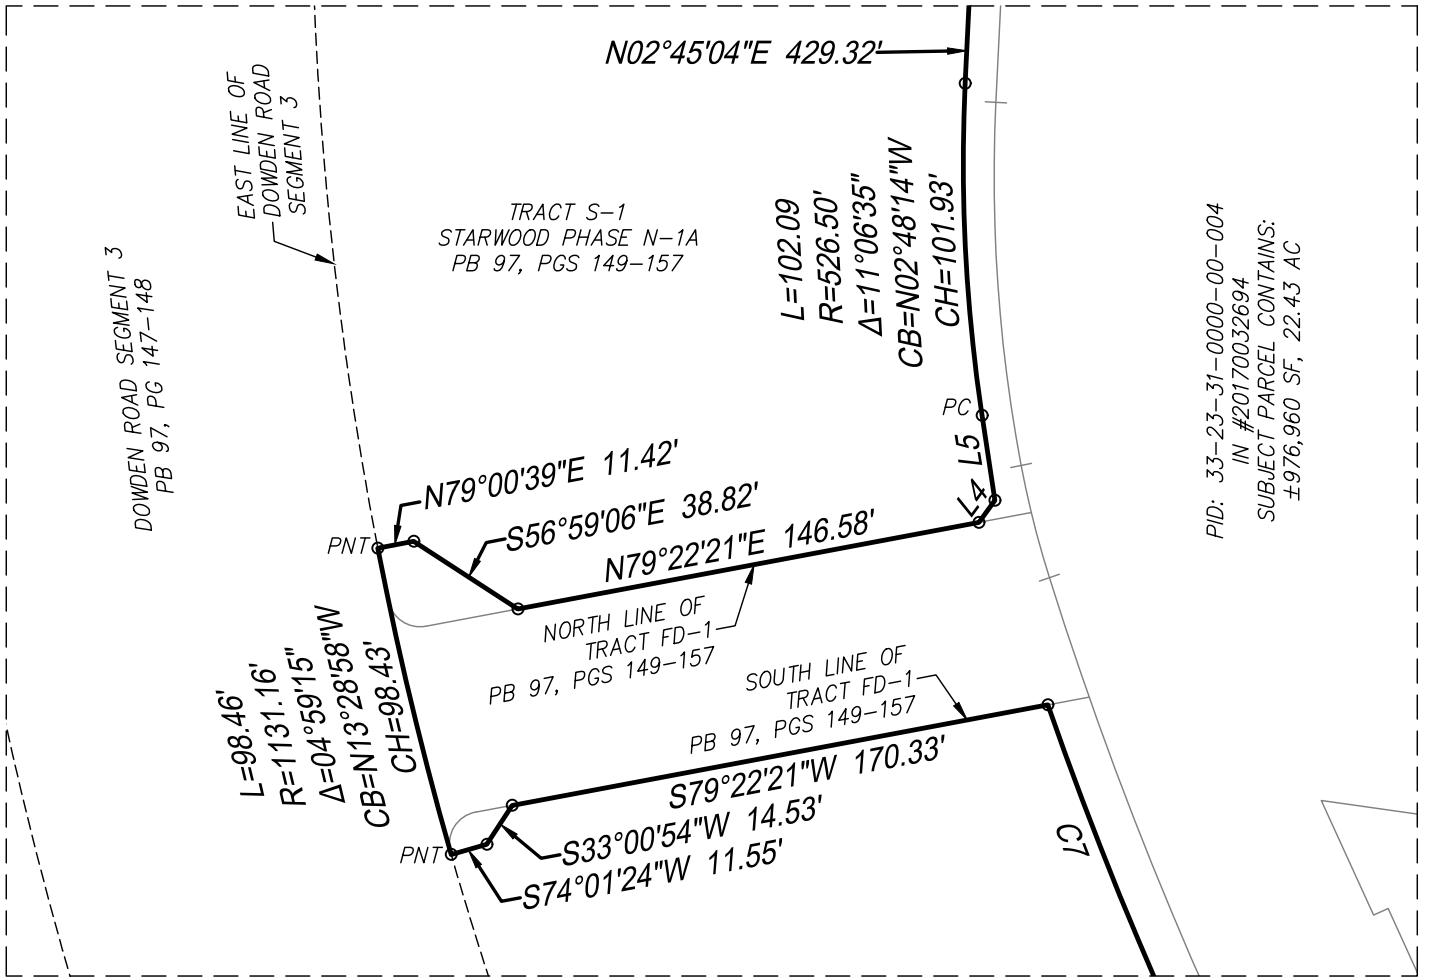 N02°45'04"E 429.32'
EAST LINE OF
DOWDEN ROAD
SEGMENT 3
TRACT S-1
STARWOOD PHASE N-1A
PB 97, PGS 149-157
L=102.09
R=526.50'
Δ=11°06'35"
CB=N02°48'14"W
CH=101.93'
DOWDEN ROAD SEGMENT 3
PB 97, PG 147-148
PID: 33-23-31-0000-00-004
IN #20170032694
SUBJECT PARCEL CONTAINS:
±976,960 SF, 22.43 AC
PC
L5
L4
N79°00'39"E 11.42'
S56°59'06"E 38.82'
N79°22'21"E 146.58'
PNT
NORTH LINE OF
TRACT FD-1
PB 97, PGS 149-157
L=98.46'
R=1131.16'
Δ=04°59'15"
CB=N13°28'58"W
CH=98.43'
SOUTH LINE OF
TRACT FD-1
PB 97, PGS 149-157
S79°22'21"W 170.33'
S33°00'54"W 14.53'
S74°01'24"W 11.55'
PNT
C7